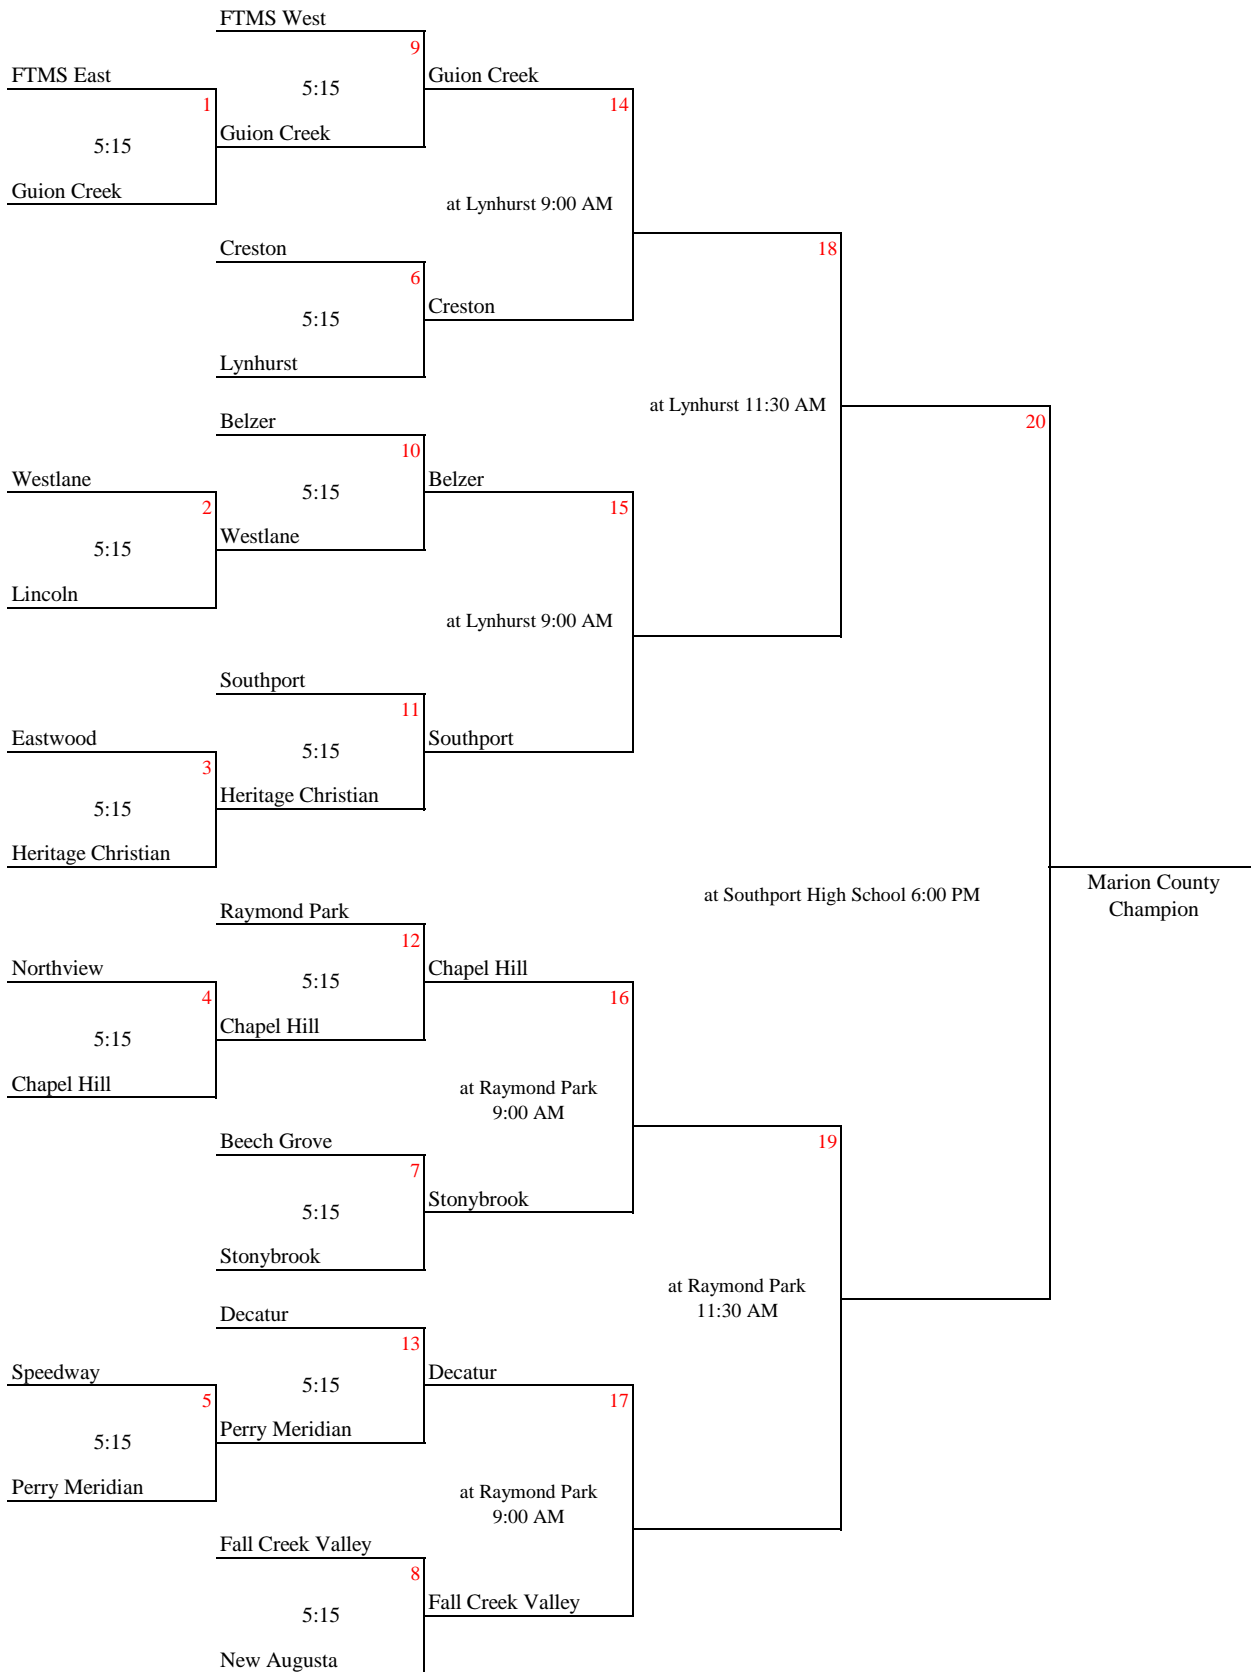 FTMS West
9
FTMS East
5:15
Guion Creek
1
14
5:15
Guion Creek
Guion Creek
at Lynhurst 9:00 AM
Creston
18
6
Creston
5:15
Lynhurst
at Lynhurst 11:30 AM
Belzer
20
10
Westlane
5:15
Belzer
2
15
Westlane
5:15
Lincoln
at Lynhurst 9:00 AM
Southport
11
Eastwood
5:15
Southport
3
Heritage Christian
5:15
Heritage Christian
at Southport High School 6:00 PM
Marion County
Champion
Raymond Park
12
Northview
5:15
Chapel Hill
4
16
Chapel Hill
5:15
Chapel Hill
at Raymond Park
9:00 AM
Beech Grove
19
7
Stonybrook
5:15
Stonybrook
at Raymond Park
11:30 AM
Decatur
13
Speedway
5:15
Decatur
5
17
Perry Meridian
5:15
Perry Meridian
at Raymond Park
9:00 AM
Fall Creek Valley
8
Fall Creek Valley
5:15
New Augusta